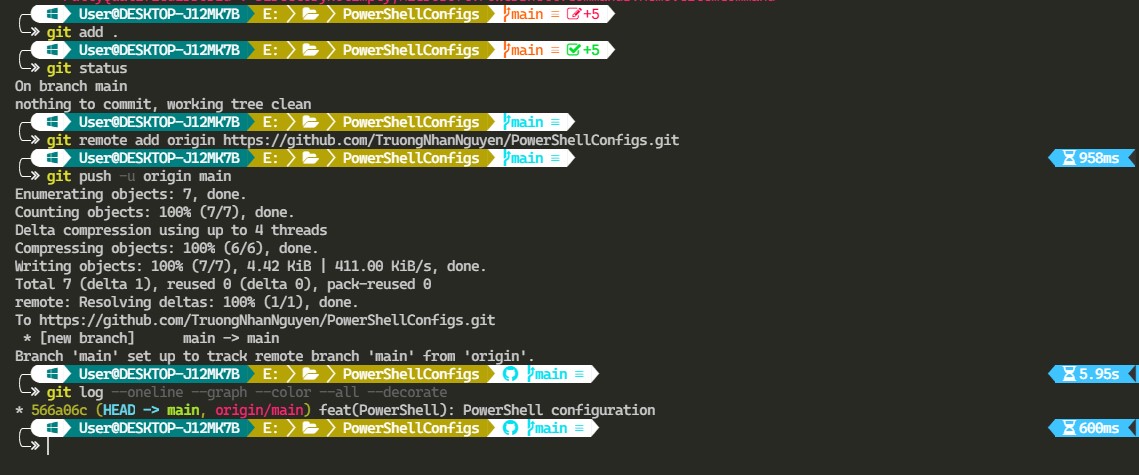 User@DESKTOP-J12MK7B E: PowerShellConfigs main ≡ +5
git add .
User@DESKTOP-J12MK7B E: PowerShellConfigs main ≡ +5
git status
On branch main
nothing to commit, working tree clean
User@DESKTOP-J12MK7B E: PowerShellConfigs main ≡
git remote add origin https://github.com/TruongNhanNguyen/PowerShellConfigs.git
User@DESKTOP-J12MK7B E: PowerShellConfigs main ≡ 958ms
git push -u origin main
Enumerating objects: 7, done.
Counting objects: 100% (7/7), done.
Delta compression using up to 4 threads
Compressing objects: 100% (6/6), done.
Writing objects: 100% (7/7), 4.42 KiB | 411.00 KiB/s, done.
Total 7 (delta 1), reused 0 (delta 0), pack-reused 0
remote: Resolving deltas: 100% (1/1), done.
To https://github.com/TruongNhanNguyen/PowerShellConfigs.git
* [new branch] main -> main
Branch 'main' set up to track remote branch 'main' from 'origin'.
User@DESKTOP-J12MK7B E: PowerShellConfigs main ≡ 5.95s
git log --oneline --graph --color --all --decorate
* 566a06c (HEAD -> main, origin/main) feat(PowerShell): PowerShell configuration
User@DESKTOP-J12MK7B E: PowerShellConfigs main ≡ 600ms